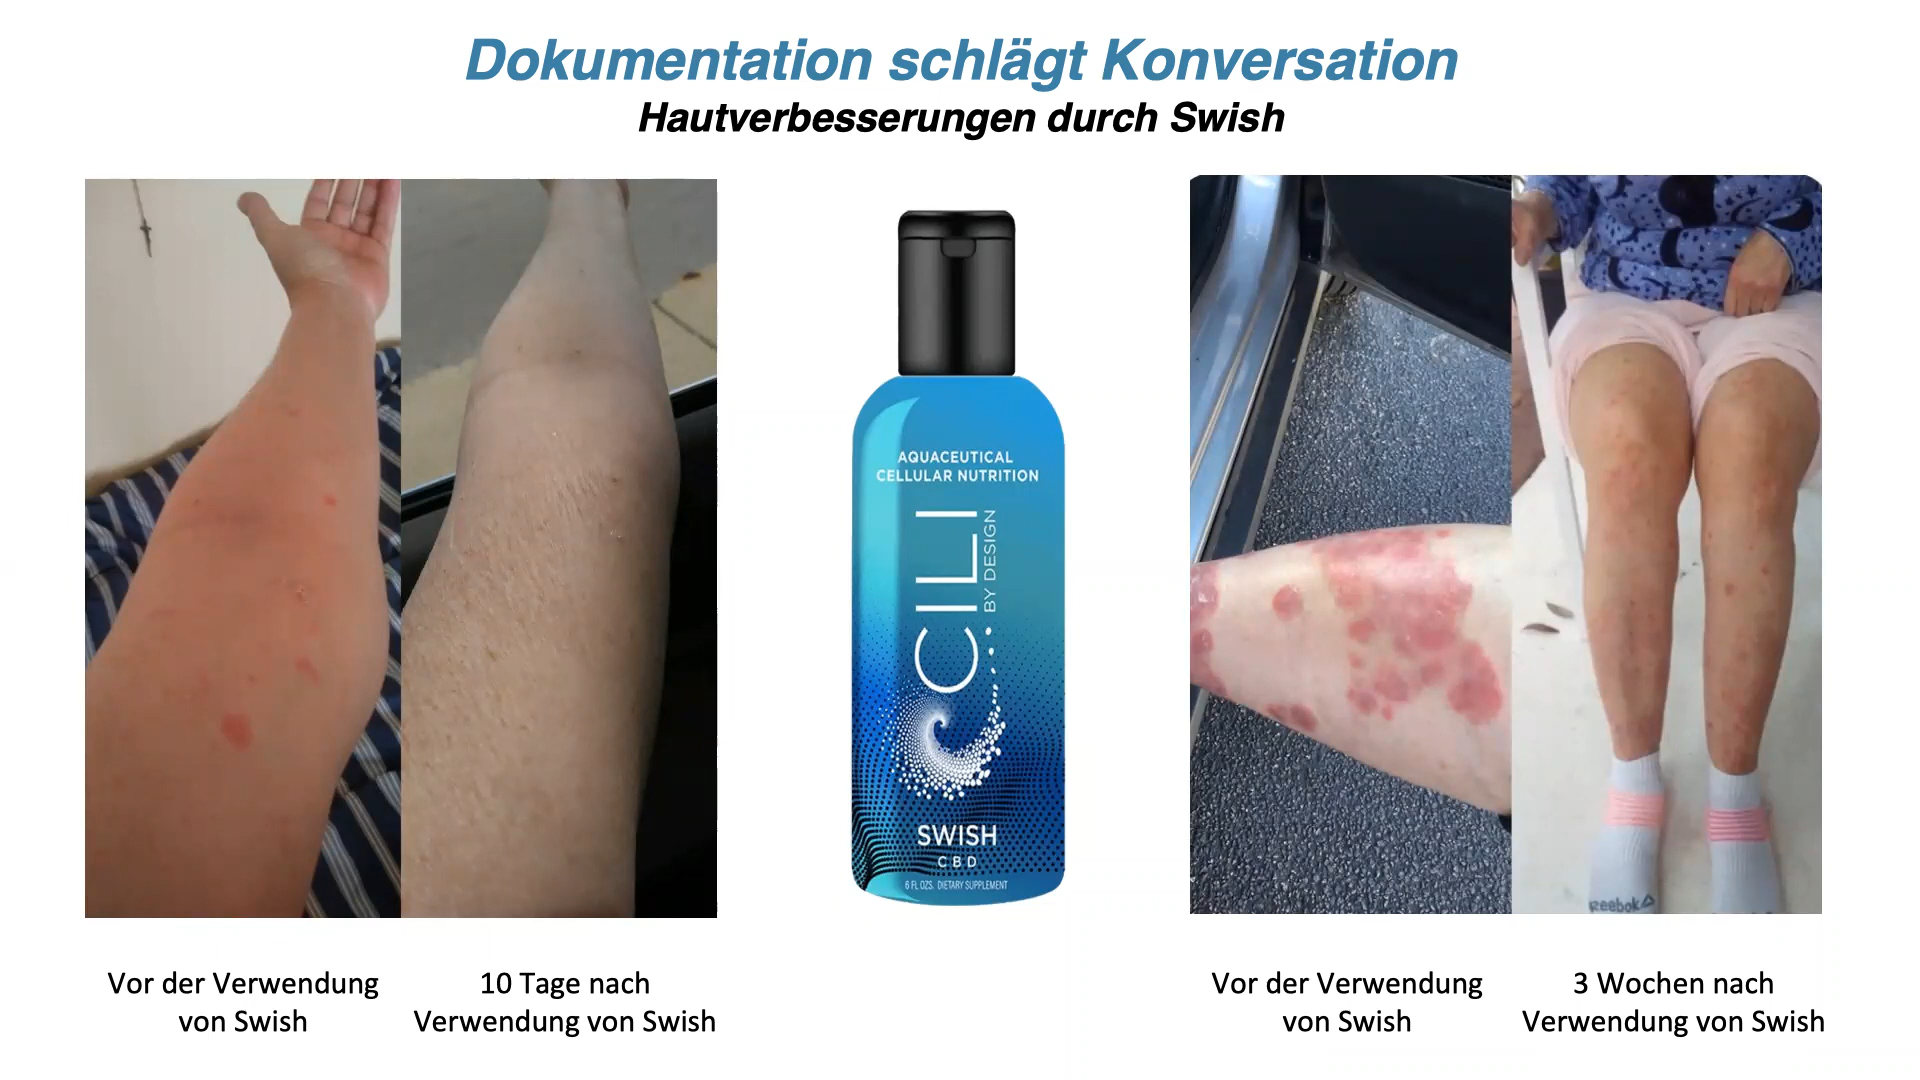 Dokumentation schlägt Konversation
Hautverbesserungen durch Swish
AQUACEUTICAL
CELLULAR NUTRITION
CILI
BY DESIGN
SWISH
CBD
6 FL OZS. DIETARY SUPPLEMENT
Reebok
Vor der Verwendung
von Swish
10 Tage nach
Verwendung von Swish
Vor der Verwendung
von Swish
3 Wochen nach
Verwendung von Swish